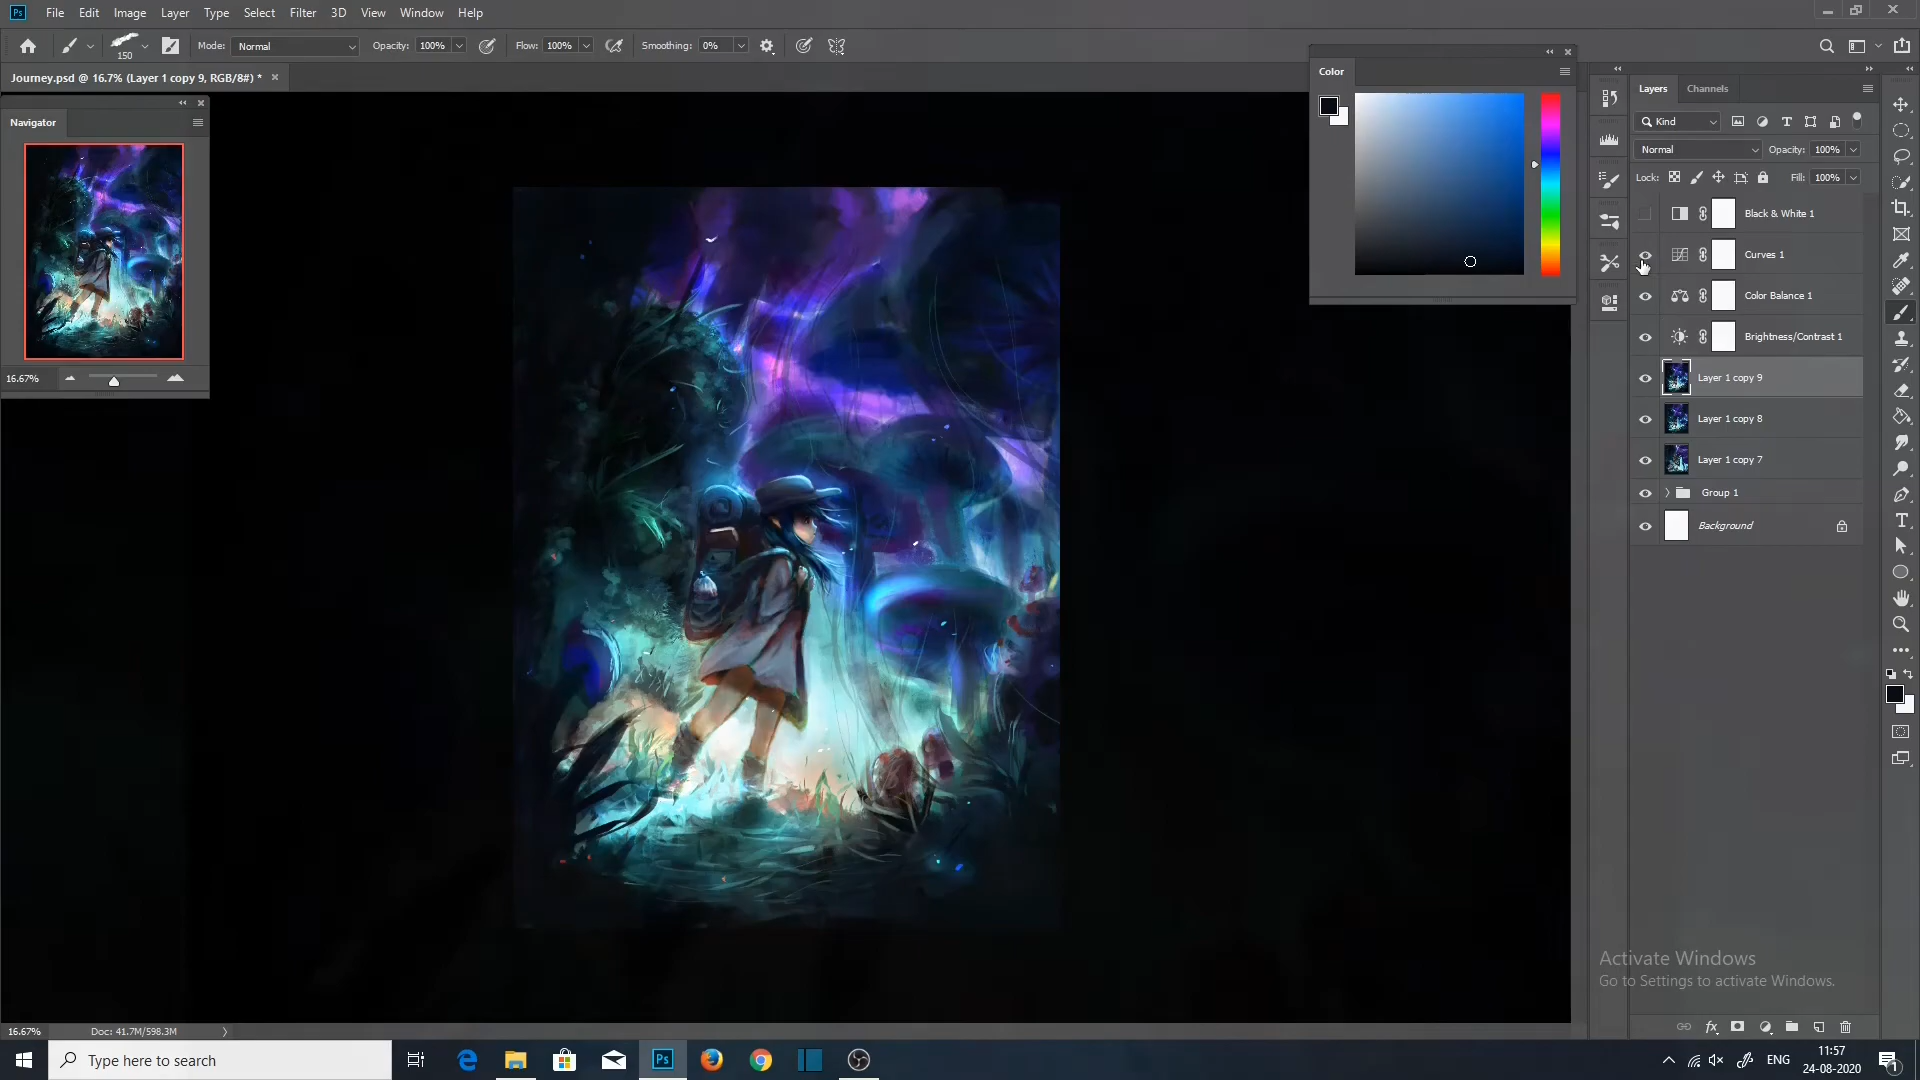 Ps File Edit Image Layer Type Select Filter 3D View Window Help
150 Mode: Normal Opacity: 100% Flow: 100% Smoothing: 0%
Journey.psd @ 16.7% (Layer 1 copy 9, RGB/8#) *
Navigator
16.67%
Color
Layers Channels
Kind
Normal Opacity: 100%
Lock: Fill: 100%
Black & White 1
Curves 1
Color Balance 1
Brightness/Contrast 1
Layer 1 copy 9
Layer 1 copy 8
Layer 1 copy 7
Group 1
Background
Activate Windows
Go to Settings to activate Windows.
16.67% Doc: 41.7M/598.3M
Type here to search
Ps
ENG
11:57
24-08-2020
1